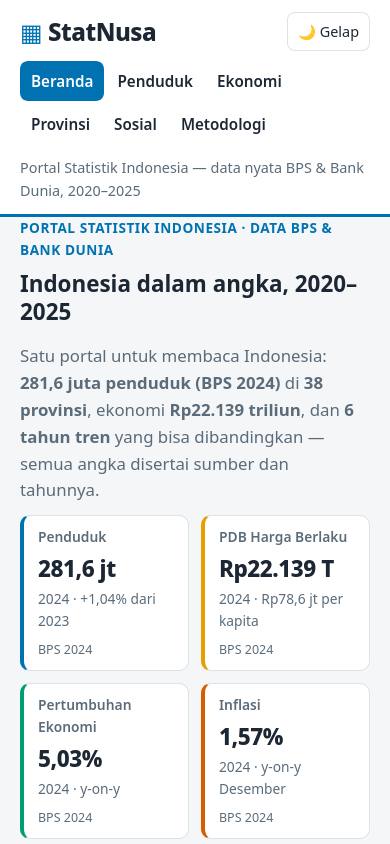 StatNusa
🌙 Gelap
Beranda Penduduk Ekonomi
Provinsi Sosial Metodologi
Portal Statistik Indonesia — data nyata BPS & Bank
Dunia, 2020–2025
PORTAL STATISTIK INDONESIA · DATA BPS &
BANK DUNIA
Indonesia dalam angka, 2020–
2025
Satu portal untuk membaca Indonesia:
281,6 juta penduduk (BPS 2024) di 38
provinsi, ekonomi Rp22.139 triliun, dan 6
tahun tren yang bisa dibandingkan —
semua angka disertai sumber dan
tahunnya.
Penduduk
281,6 jt
2024 · +1,04% dari
2023
BPS 2024
PDB Harga Berlaku
Rp22.139 T
2024 · Rp78,6 jt per
kapita
BPS 2024
Pertumbuhan
Ekonomi
5,03%
2024 · y-on-y
BPS 2024
Inflasi
1,57%
2024 · y-on-y
Desember
BPS 2024